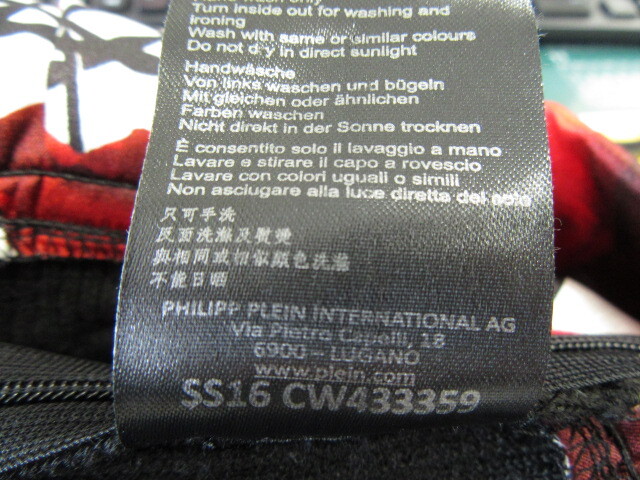 Hand wash only
Turn inside out for washing and
ironing
Wash with same or similar colours
Do not dry in direct sunlight
Handwäsche
Von links waschen und bügeln
Mit gleichen oder ähnlichen
Farben waschen
Nicht direkt in der Sonne trocknen
È consentito solo il lavaggio a mano
Lavare e stirare il capo a rovescio
Lavare con colori uguali o simili
Non asciugare alla luce diretta del sole
只可手洗
反面洗滌及熨燙
與相同或相似顏色洗滌
不能日晒
PHILIPP PLEIN INTERNATIONAL AG
Via Pietra Capelli, 18
6900 - LUGANO
www.plein.com
SS16 CW433359